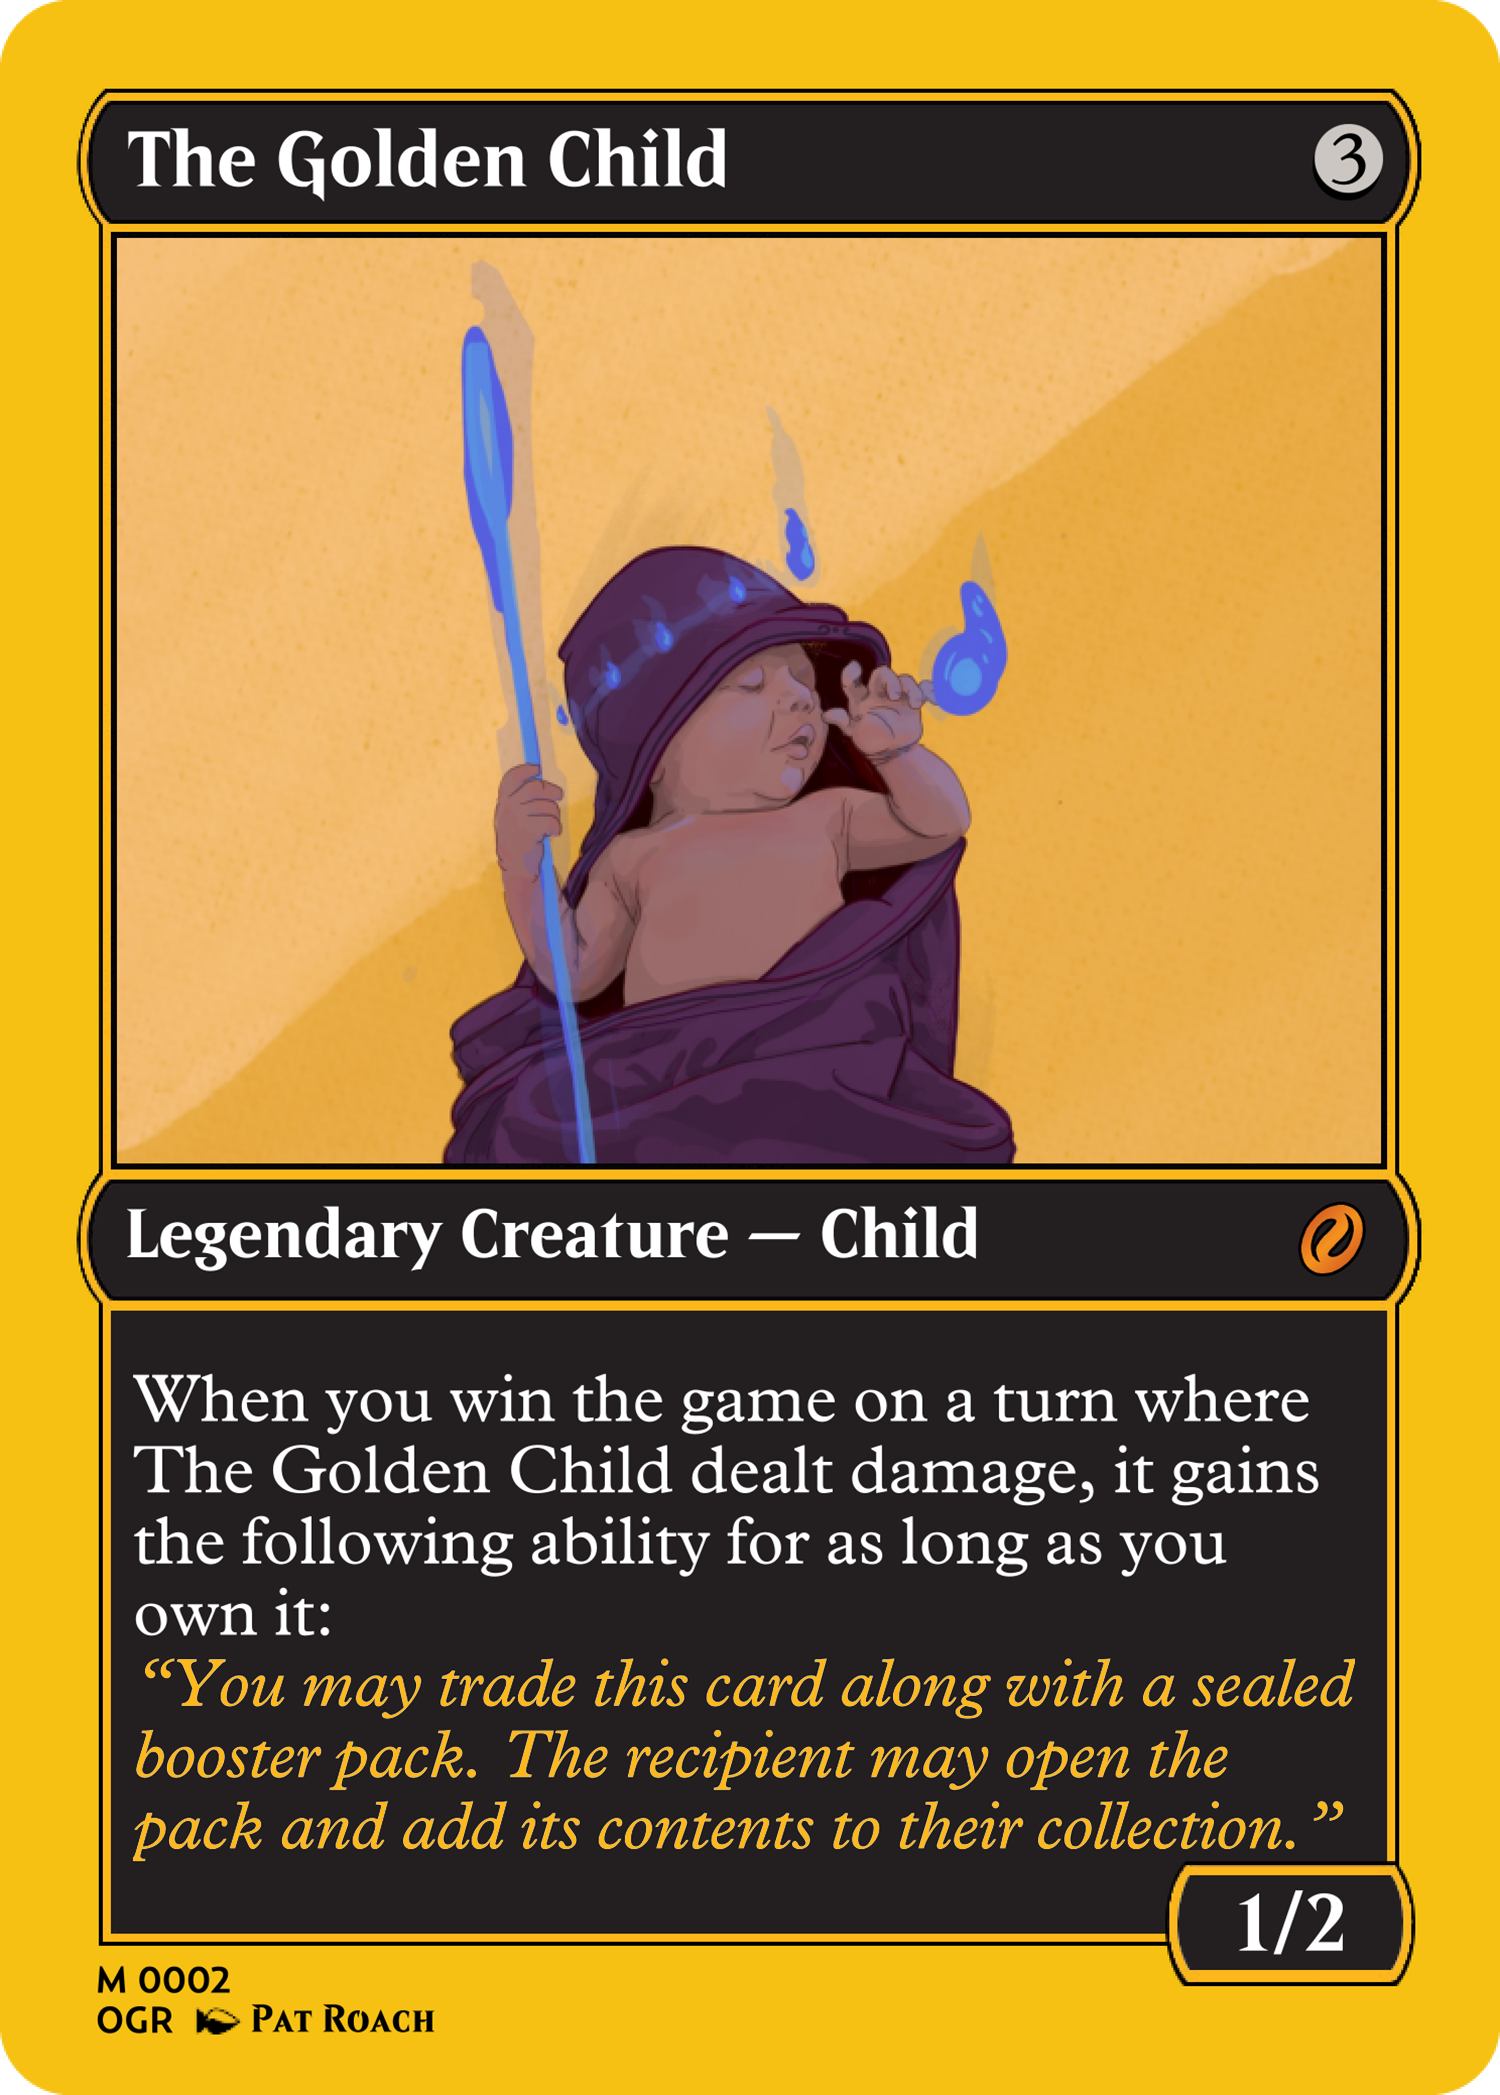 The Golden Child
3
Legendary Creature — Child
When you win the game on a turn where
The Golden Child dealt damage, it gains
the following ability for as long as you
own it:
“You may trade this card along with a sealed
booster pack. The recipient may open the
pack and add its contents to their collection.”
1/2
M 0002
OGR Pat Roach